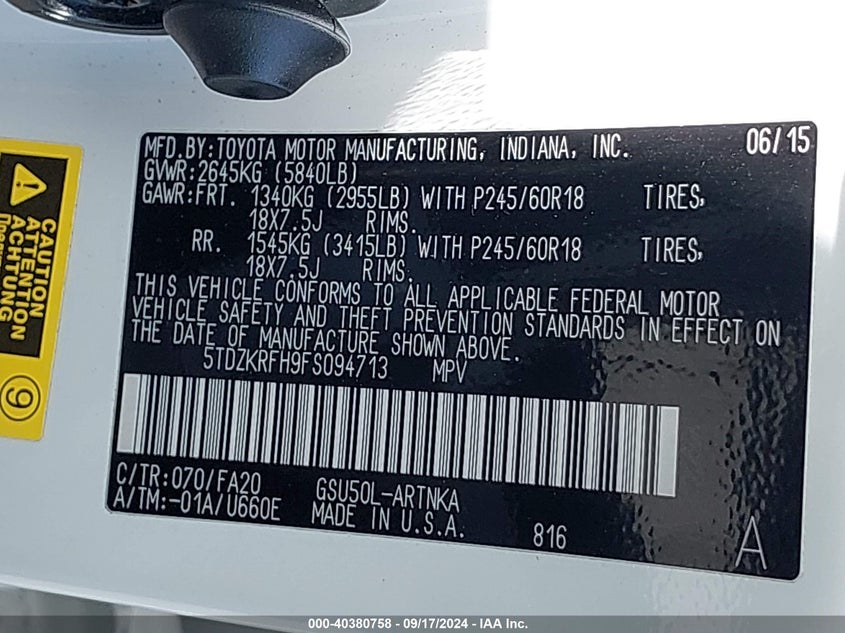 MFD.BY:TOYOTA MOTOR MANUFACTURING, INDIANA, INC. 06/15
GVWR:2645KG (5840LB)
GAWR:FRT. 1340KG (2955LB) WITH P245/60R18 TIRES,
18X7.5J RIMS.
RR. 1545KG (3415LB) WITH P245/60R18 TIRES,
18X7.5J RIMS.
THIS VEHICLE CONFORMS TO ALL APPLICABLE FEDERAL MOTOR
VEHICLE SAFETY AND THEFT PREVENTION STANDARDS IN EFFECT ON
THE DATE OF MANUFACTURE SHOWN ABOVE.
5TDZKRFH9FS094713 MPV
C/TR:070/FA20 GSU50L-ARTNKA
A/TM:-01A/U660E MADE IN U.S.A. 816 A
CAUTION
ATTENTION
ACHTUNG
9
000-40380758 - 09/17/2024 - IAA Inc.